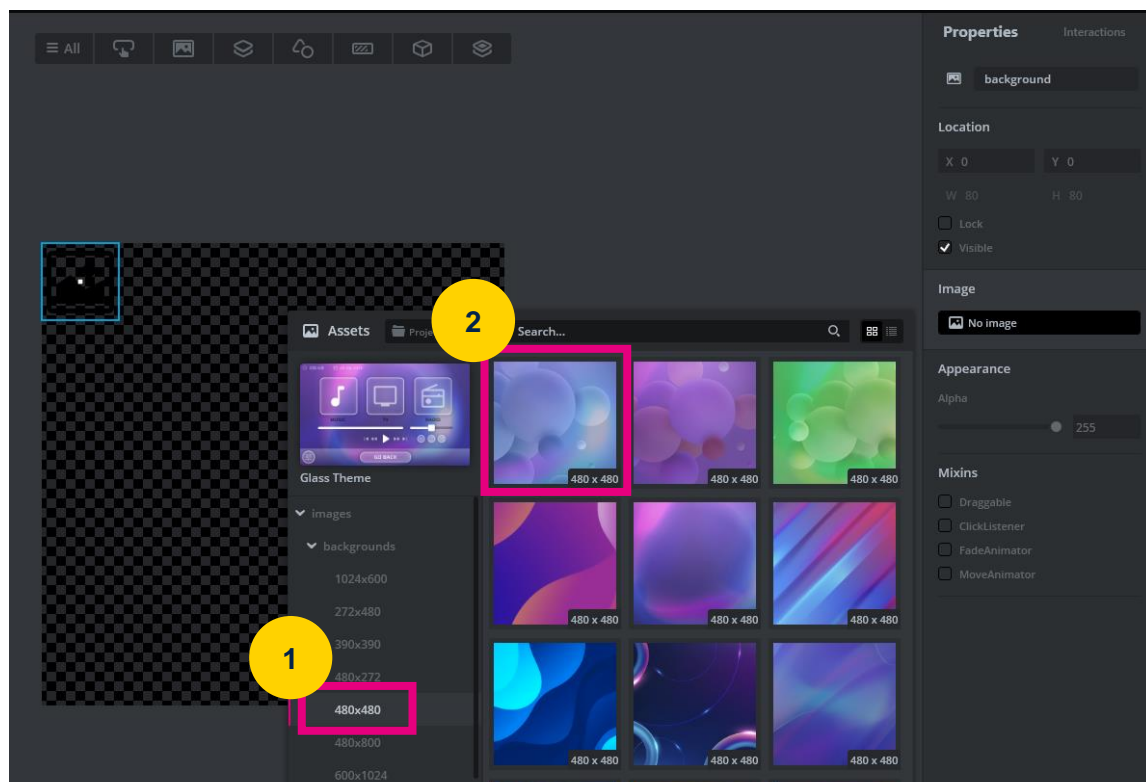 All
Properties
Interactions
background
Location
X 0
Y 0
W 80
H 80
Lock
Visible
Image
No image
Appearance
Alpha
255
Mixins
Draggable
ClickListener
FadeAnimator
MoveAnimator
2
Assets
Proje
Search...
MUSIC
TV
GO BACK
Glass Theme
480 x 480
480 x 480
480 x 480
images
backgrounds
1024x600
272x480
390x390
480x272
1
480x480
480x800
600x1024
480 x 480
480 x 480
480 x 480
480 x 480
480 x 480
480 x 480